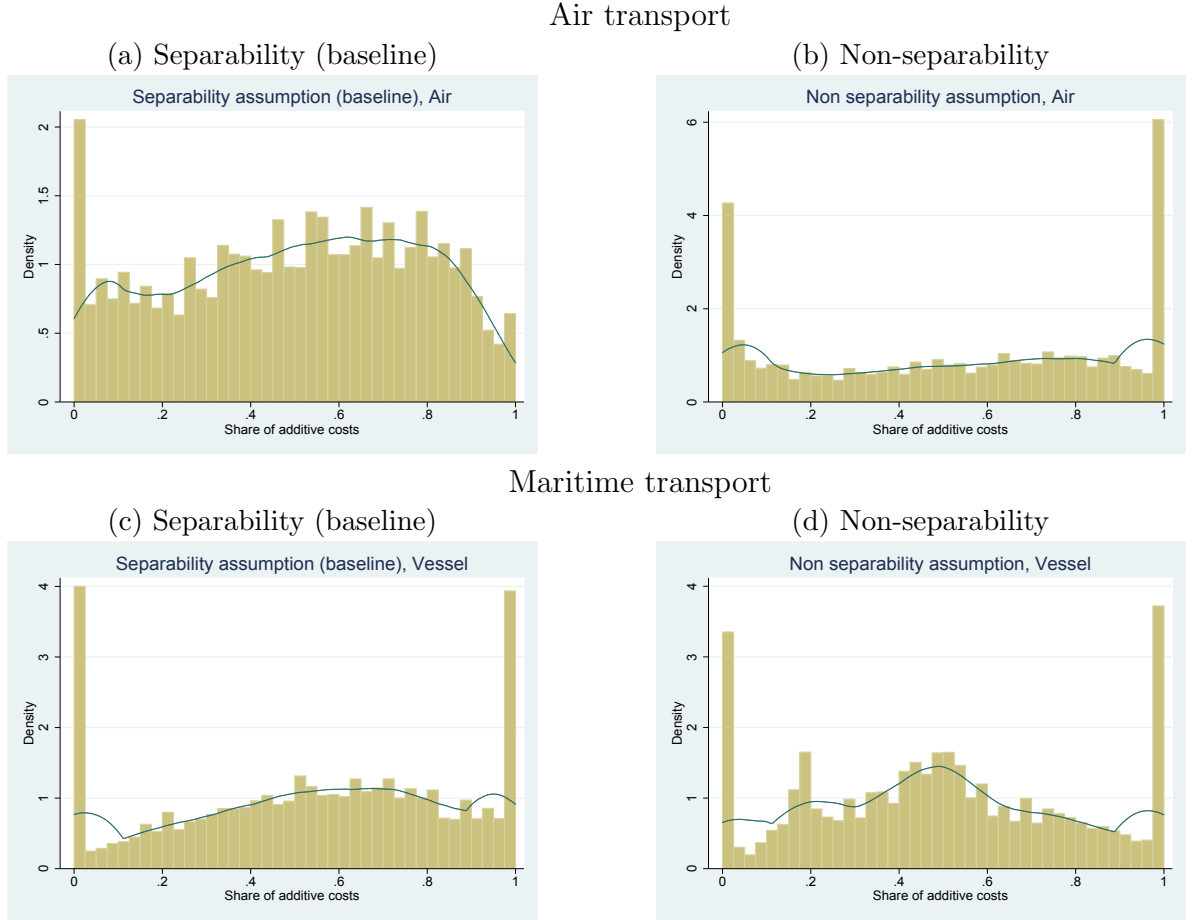 Air transport
(a) Separability (baseline)
(b) Non-separability
Separability assumption (baseline), Air
Density
0 .5 1 1.5 2
0 .2 .4 .6 .8 1
Share of additive costs
Non separability assumption, Air
Density
0 2 4 6
0 .2 .4 .6 .8 1
Share of additive costs
Maritime transport
(c) Separability (baseline)
(d) Non-separability
Separability assumption (baseline), Vessel
Density
0 1 2 3 4
0 .2 .4 .6 .8 1
Share of additive costs
Non separability assumption, Vessel
Density
0 1 2 3 4
0 .2 .4 .6 .8 1
Share of additive costs